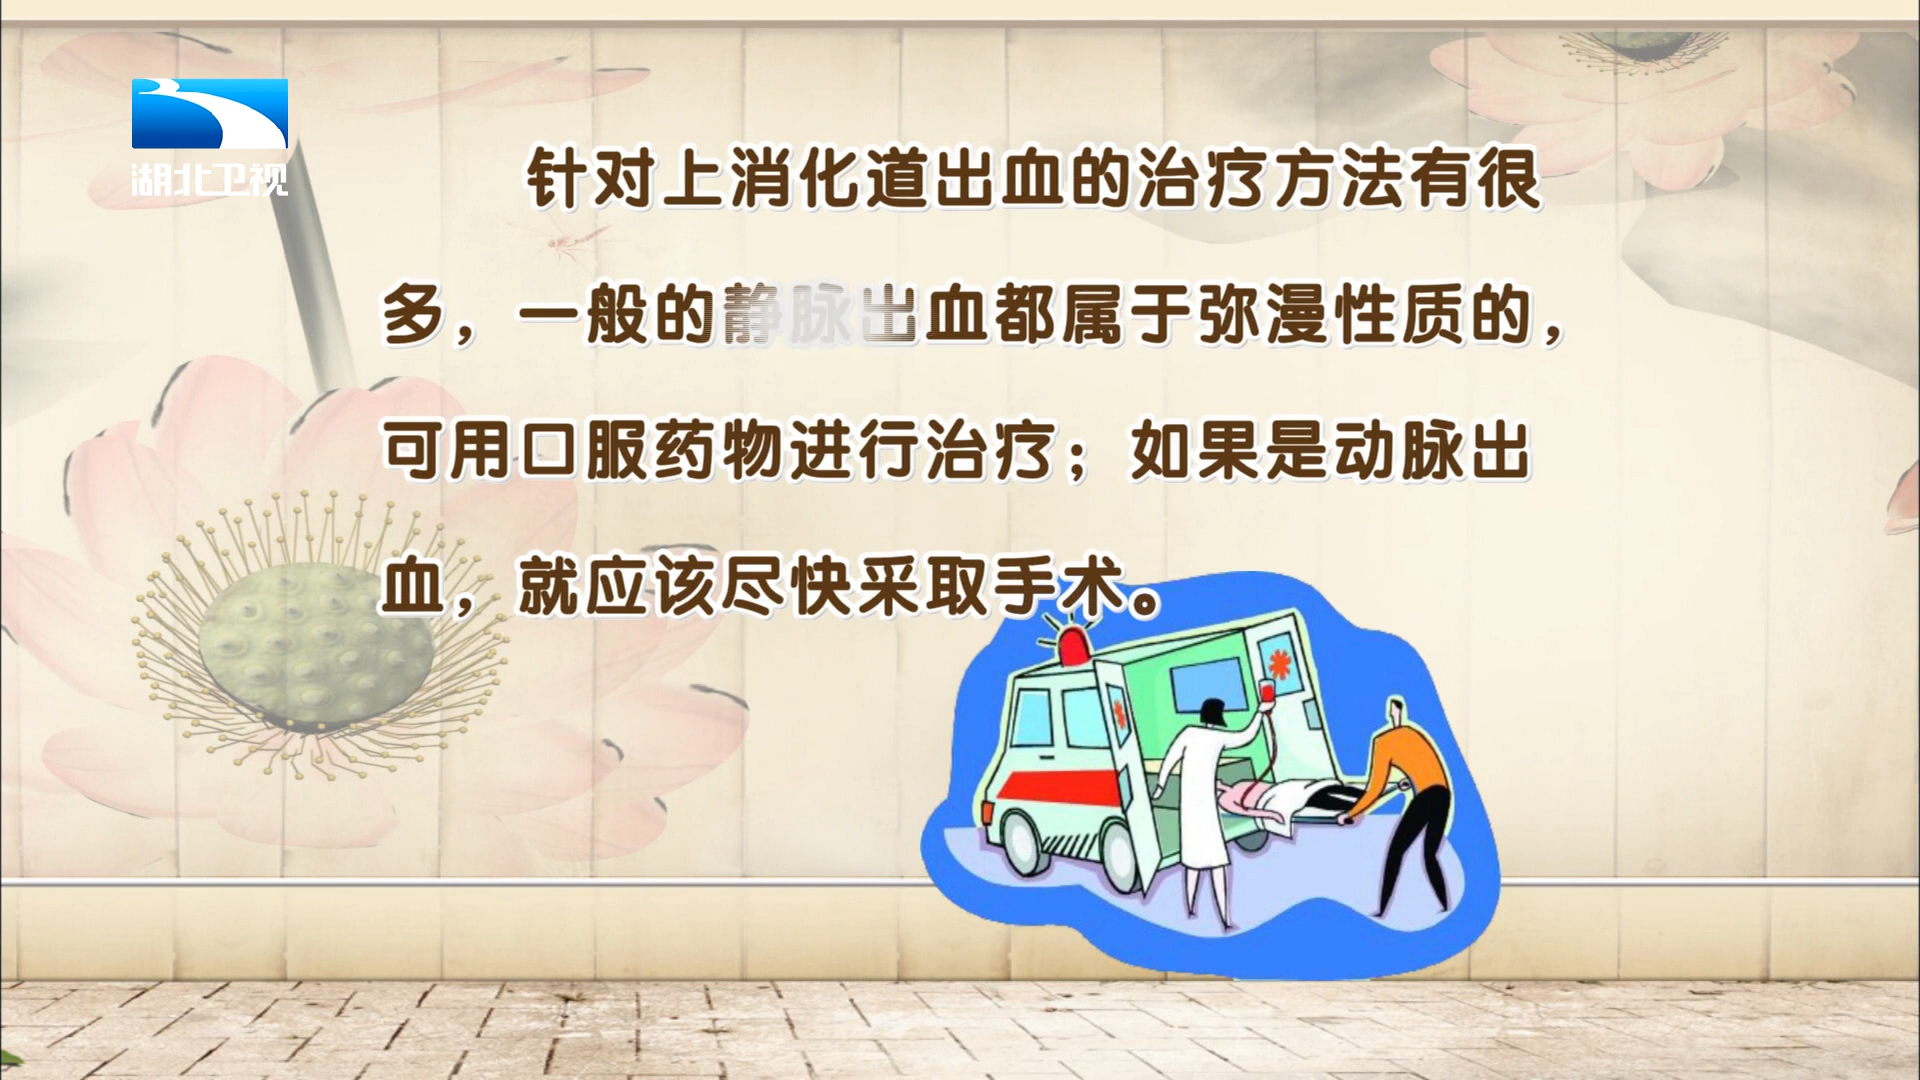 湖北卫视
针对上消化道出血的治疗方法有很
多，一般的静脉出血都属于弥漫性质的，
可用口服药物进行治疗；如果是动脉出
血，就应该尽快采取手术。